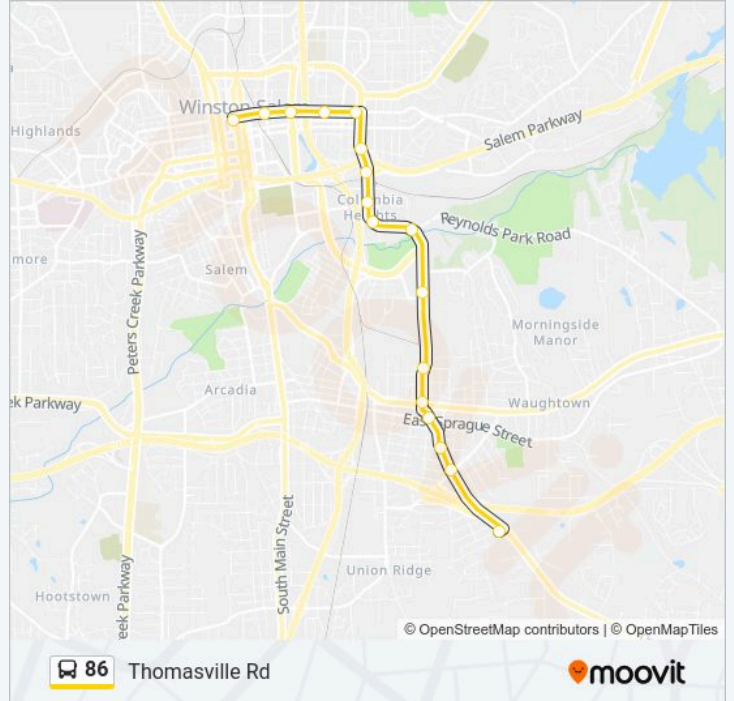 Winston-Salem
Highlands
Salem Parkway
Columbia
Heights
Reynolds Park Road
more
Salem
Peters Creek Parkway
Morningside
Manor
Arcadia
ek Parkway
Waughtown
East Sprague Street
South Main Street
Union Ridge
eek Parkway
Hootstown
© OpenStreetMap contributors | © OpenMapTiles
86 Thomasville Rd
moovit